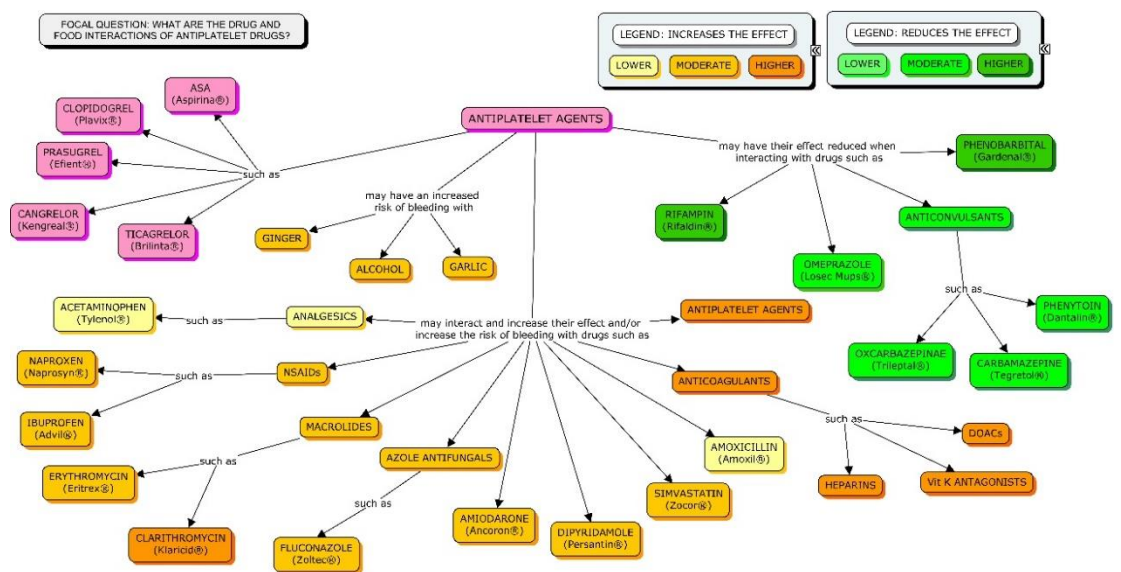 FOCAL QUESTION: WHAT ARE THE DRUG AND
FOOD INTERACTIONS OF ANTIPLATELET DRUGS?
LEGEND: INCREASES THE EFFECT
LOWER
MODERATE
HIGHER
LEGEND: REDUCES THE EFFECT
LOWER
MODERATE
HIGHER
ASA
(Aspirina®)
CLOPIDOGREL
(Plavix®)
PRASUGREL
(Efient®)
CANGRELOR
(Kengreal®)
TICAGRELOR
(Brilinta®)
such as
ANTIPLATELET AGENTS
may have an increased
risk of bleeding with
GINGER
ALCOHOL
GARLIC
may have their effect reduced when
interacting with drugs such as
PHENOBARBITAL
(Gardenal®)
RIFAMPIN
(Rifaldin®)
OMEPRAZOLE
(Losec Mups®)
ANTICONVULSANTS
such as
PHENYTOIN
(Dantalin®)
OXCARBAZEPINAE
(Trileptal®)
CARBAMAZEPINE
(Tegretol®)
ACETAMINOPHEN
(Tylenol®)
such as
ANALGESICS
may interact and increase their effect and/or
increase the risk of bleeding with drugs such as
ANTIPLATELET AGENTS
NAPROXEN
(Naprosyn®)
such as
NSAIDs
IBUPROFEN
(Advil®)
MACROLIDES
such as
ERYTHROMYCIN
(Eritrex®)
CLARITHROMYCIN
(Klaricid®)
AZOLE ANTIFUNGALS
such as
FLUCONAZOLE
(Zoltec®)
AMIODARONE
(Ancoron®)
DIPYRIDAMOLE
(Persantin®)
SIMVASTATIN
(Zocor®)
AMOXICILLIN
(Amoxil®)
ANTICOAGULANTS
such as
DOACs
HEPARINS
Vit K ANTAGONISTS